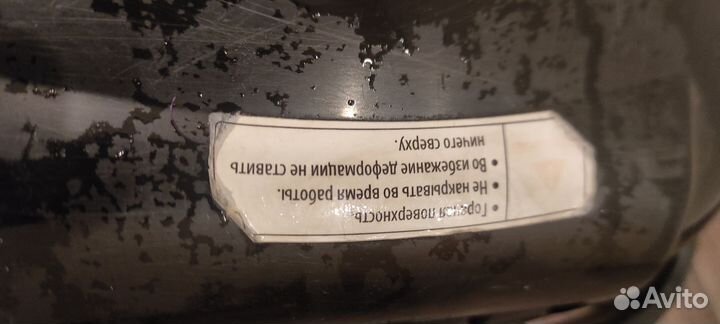 • Горячая поверхность.
• Не накрывать во время работы.
• Во избежание деформации не ставить
ничего сверху.
Avito